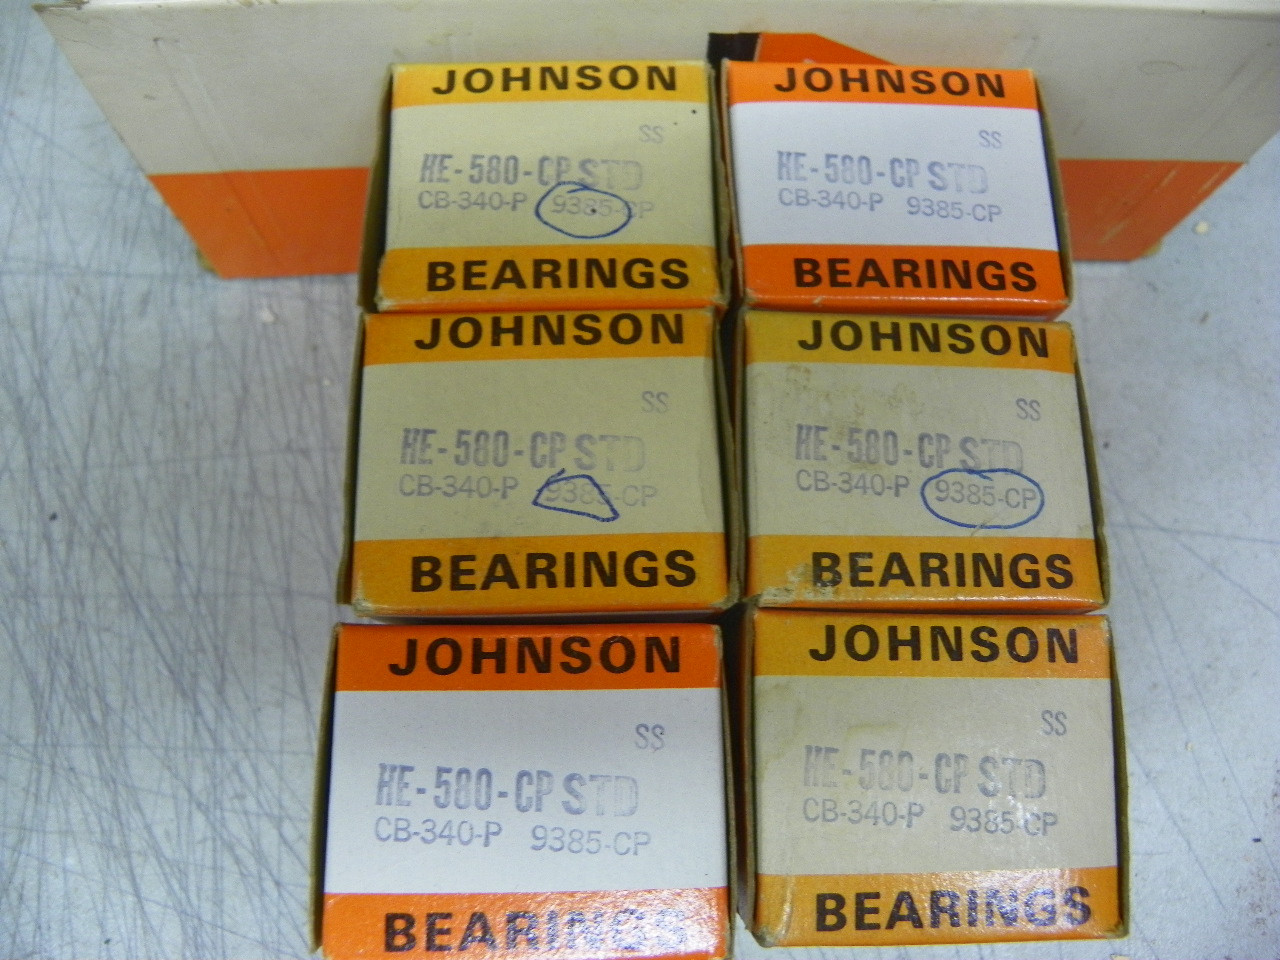 JOHNSON
SS
HE-580-CP STD
CB-340-P 9385-CP
BEARINGS
JOHNSON
SS
HE-580-CP STD
CB-340-P 9385-CP
BEARINGS
JOHNSON
SS
HE-580-CP STD
CB-340-P 9385-CP
BEARINGS
JOHNSON
SS
HE-580-CP STD
CB-340-P 9385-CP
BEARINGS
JOHNSON
SS
HE-580-CP STD
CB-340-P 9385-CP
BEARINGS
JOHNSON
SS
HE-580-CP STD
CB-340-P 9385-CP
BEARINGS